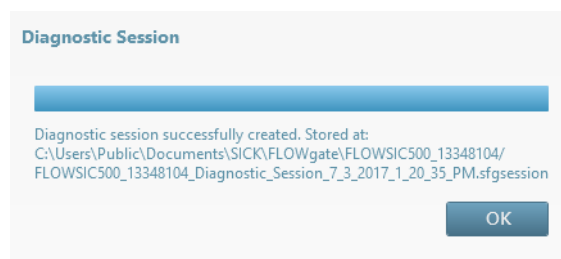 Diagnostic Session
Diagnostic session successfully created. Stored at:
C:\Users\Public\Documents\SICK\FLOWgate\FLOWSIC500_13348104/
FLOWSIC500_13348104_Diagnostic_Session_7_3_2017_1_20_35_PM.sfgsession
OK